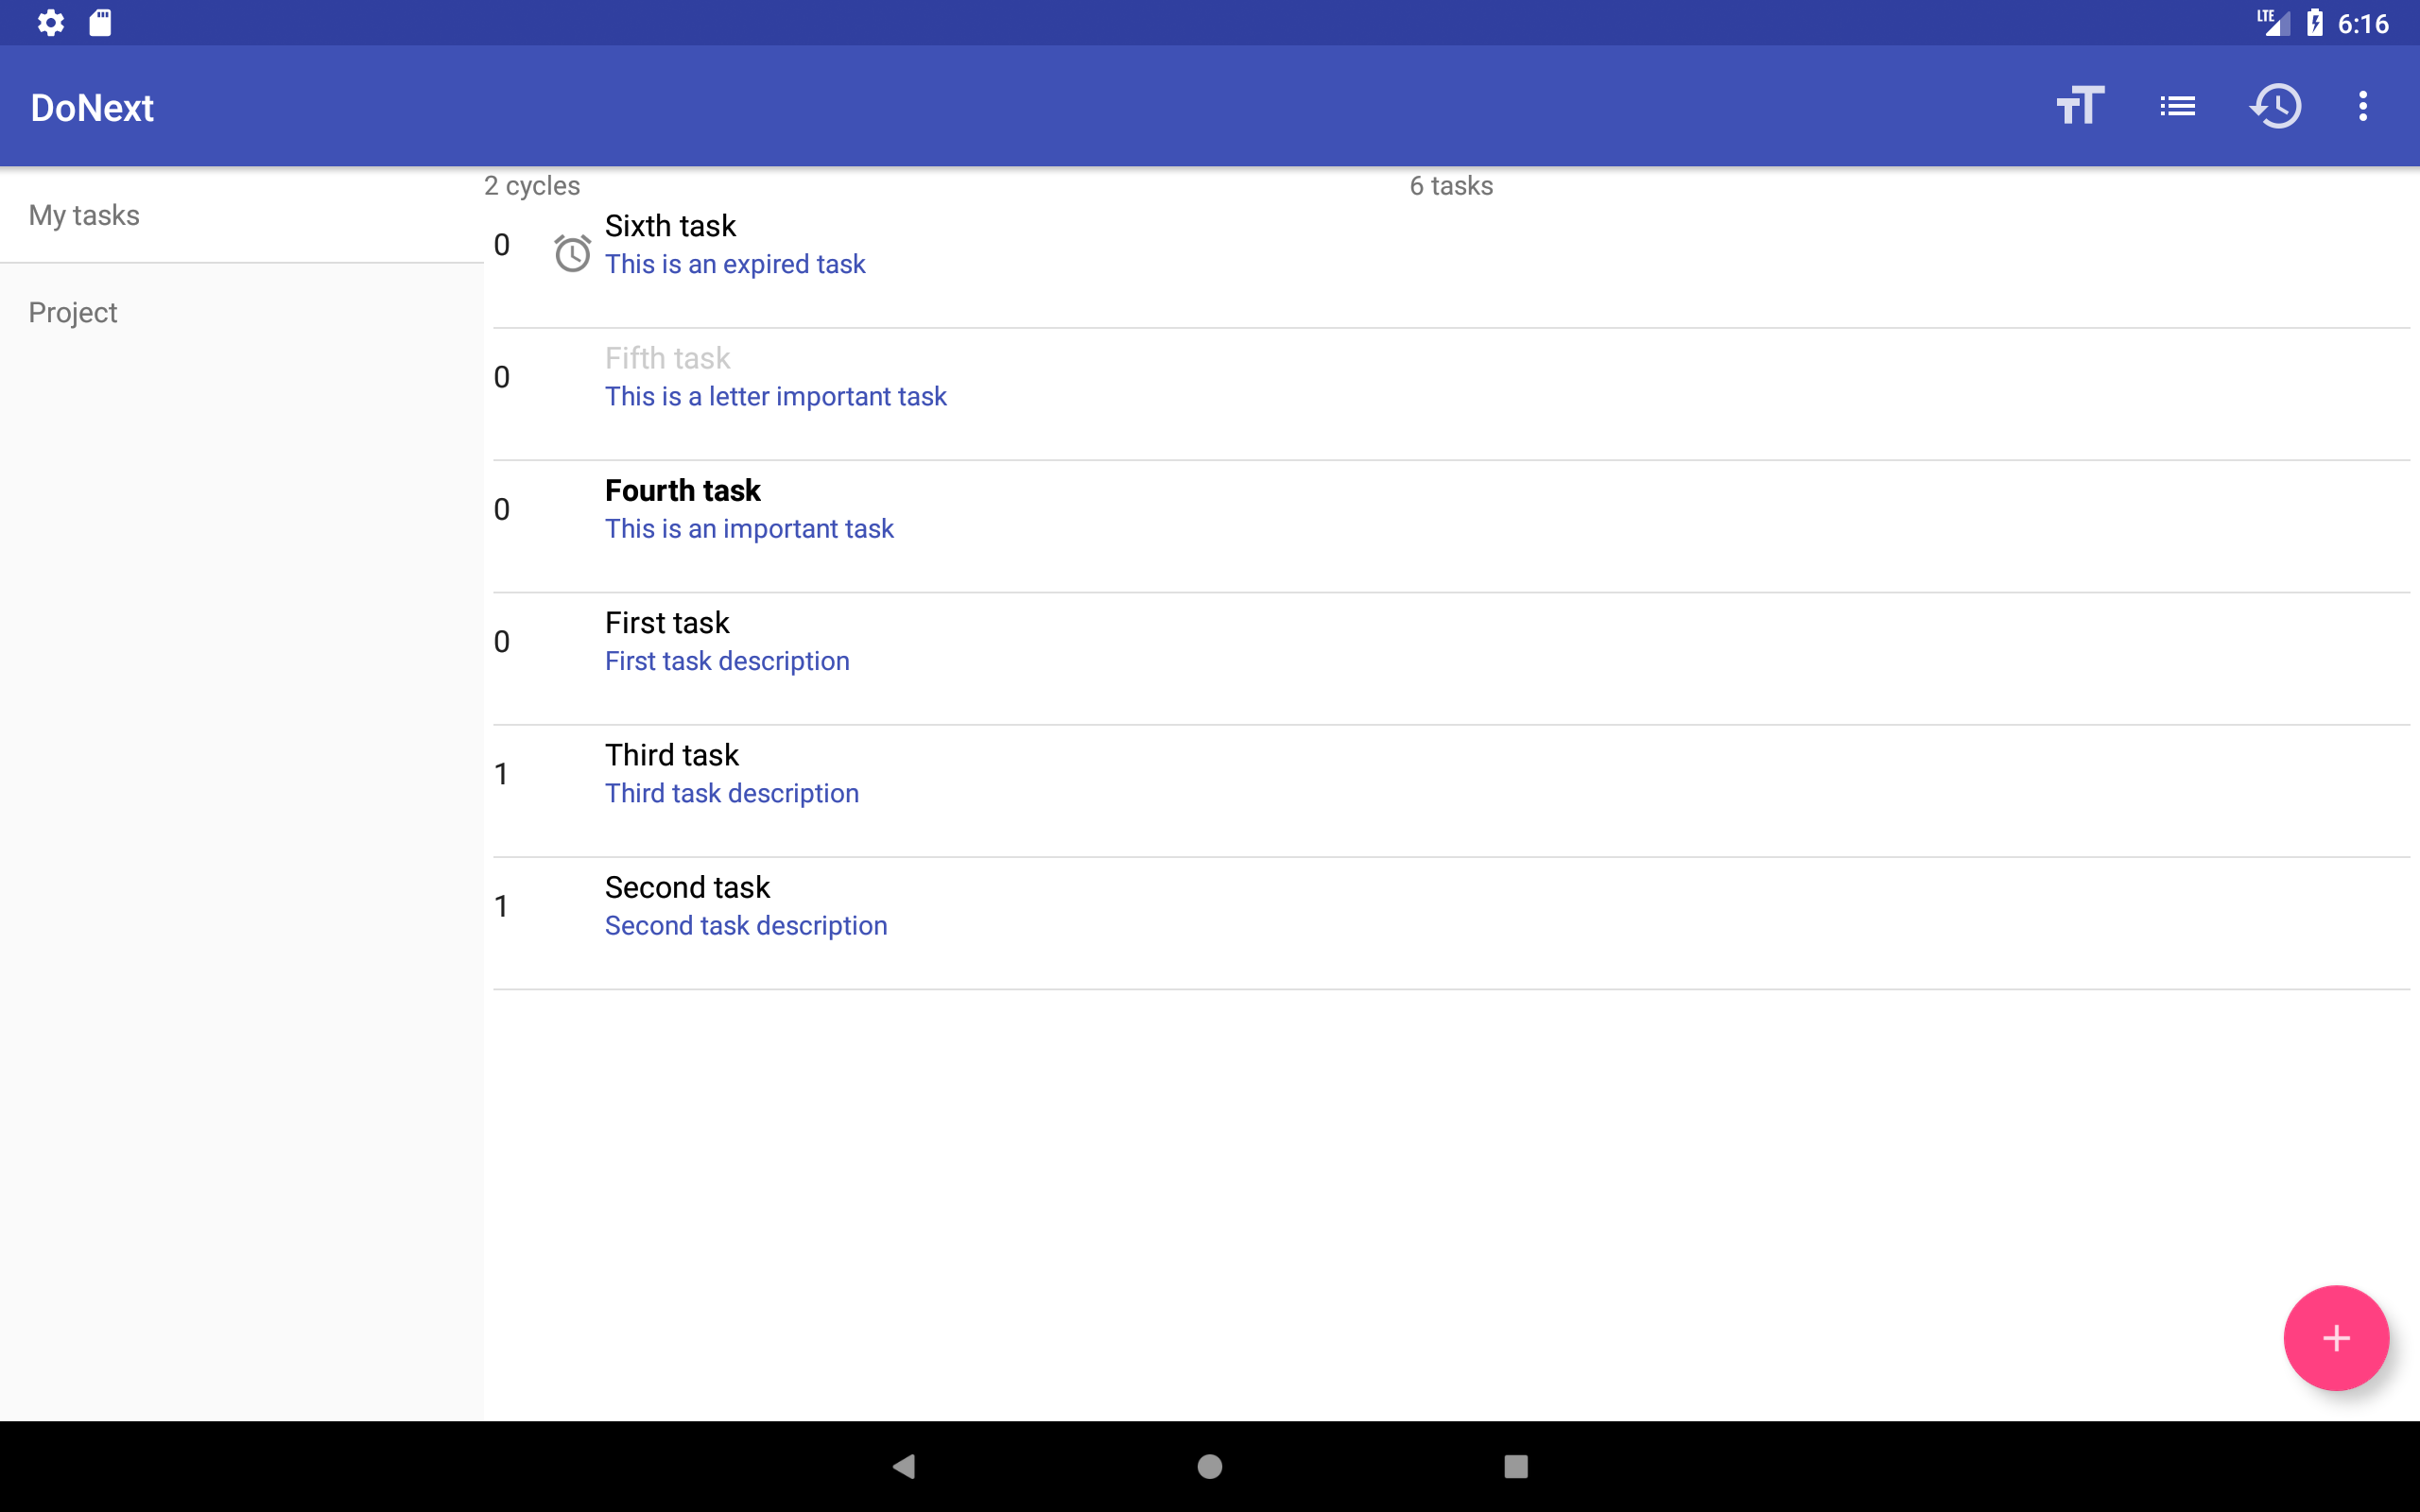 LTE 6:16
DoNext
My tasks
Project
2 cycles 6 tasks
0 Sixth task
This is an expired task
0 Fifth task
This is a letter important task
0 Fourth task
This is an important task
0 First task
First task description
1 Third task
Third task description
1 Second task
Second task description